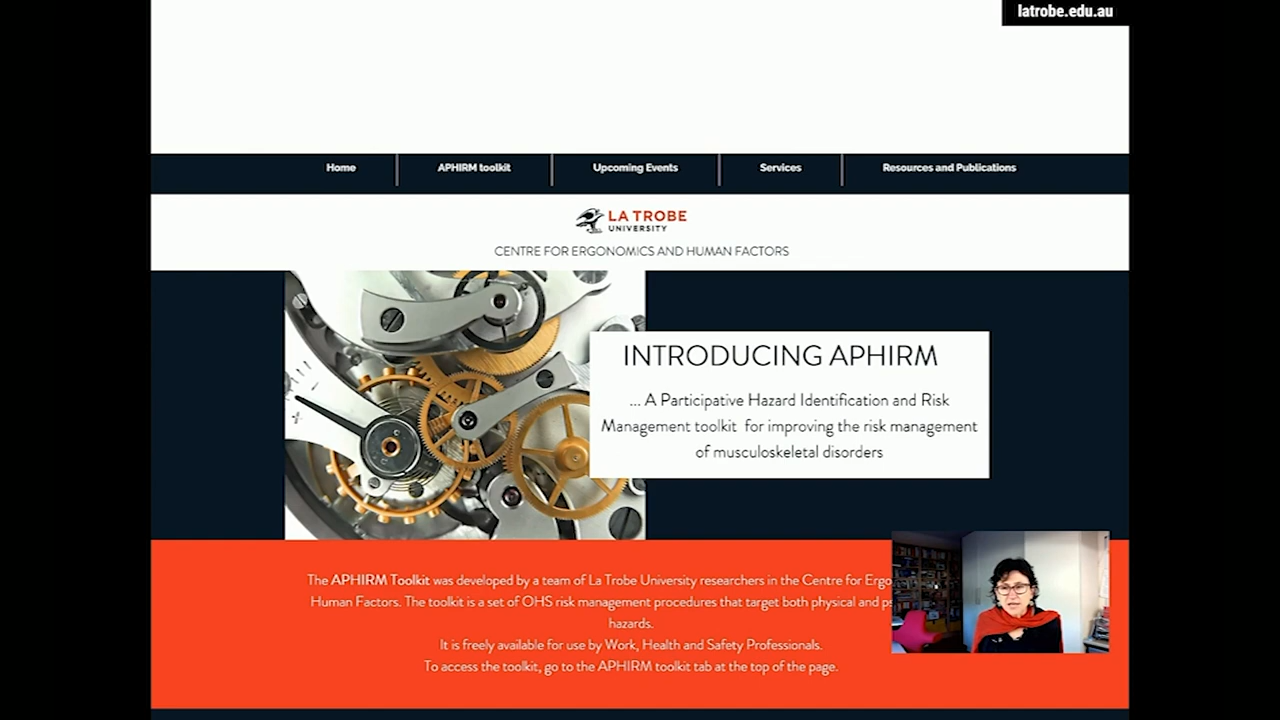 latrobe.edu.au
Home
APHIRM toolkit
Upcoming Events
Services
Resources and Publications
LA TROBE
UNIVERSITY
CENTRE FOR ERGONOMICS AND HUMAN FACTORS
INTRODUCING APHIRM
... A Participative Hazard Identification and Risk
Management toolkit for improving the risk management
of musculoskeletal disorders
The APHIRM Toolkit was developed by a team of La Trobe University researchers in the Centre for Ergo
Human Factors. The toolkit is a set of OHS risk management procedures that target both physical and ps
hazards.
It is freely available for use by Work, Health and Safety Professionals.
To access the toolkit, go to the APHIRM toolkit tab at the top of the page.